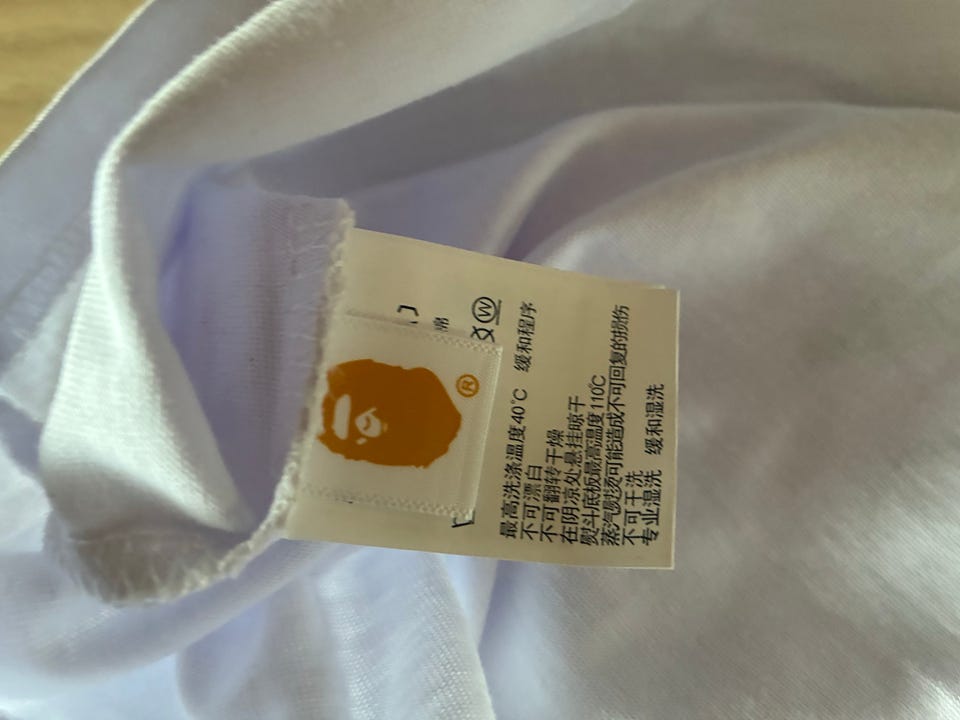 棉
W
®
最高洗涤温度40℃ 缓和程序
不可漂白
不可翻转干燥
在阴凉处悬挂晾干
熨斗底板最高温度110℃
蒸汽熨烫可能造成不可回复的损伤
不可干洗
专业湿洗 缓和湿洗